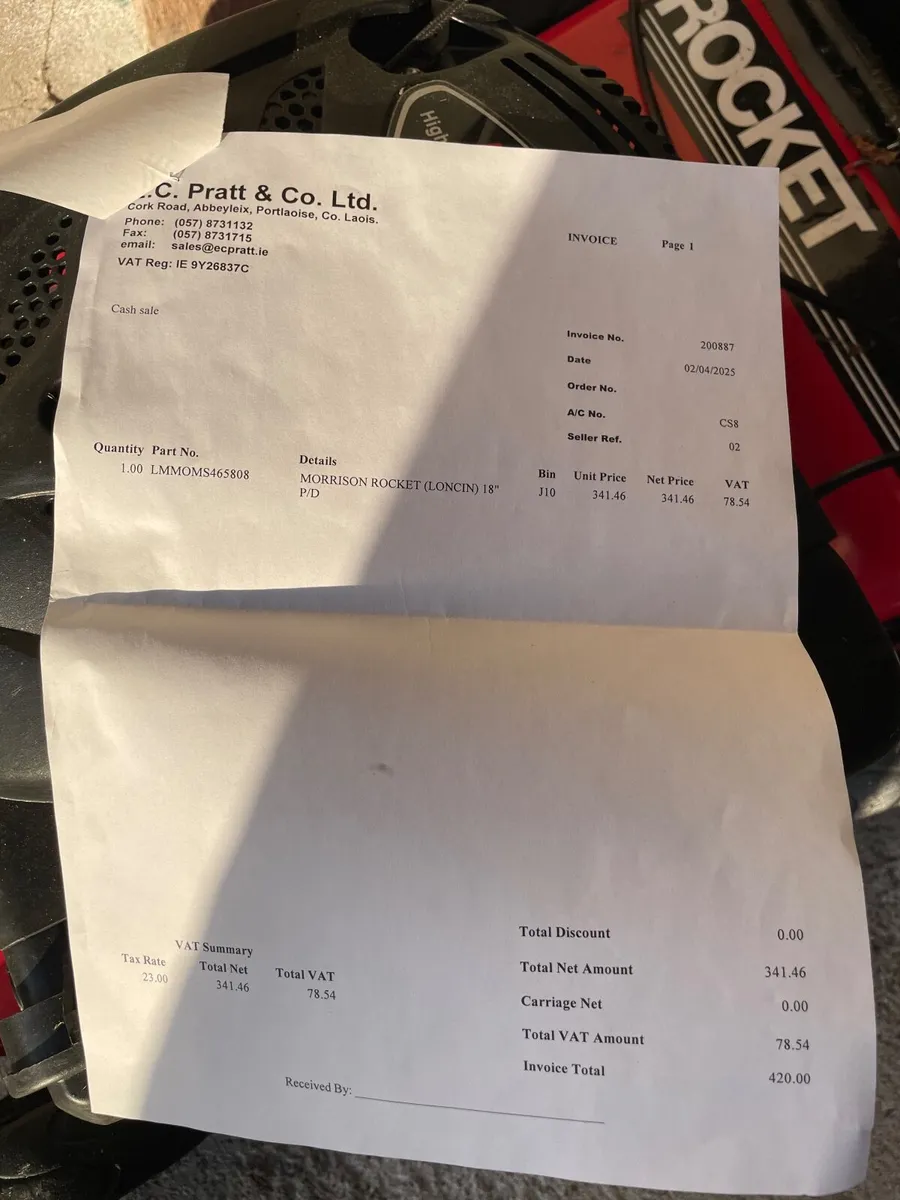 ROCKET
High
.C. Pratt & Co. Ltd.
Cork Road, Abbeyleix, Portlaoise, Co. Laois.
Phone: (057) 8731132
Fax: (057) 8731715
email: sales@ecpratt.ie
VAT Reg: IE 9Y26837C
INVOICE Page 1
Cash sale
Invoice No. 200887
Date 02/04/2025
Order No.
A/C No. CS8
Seller Ref. 02
Quantity Part No. Details Bin Unit Price Net Price VAT
1.00 LMMOMS465808 MORRISON ROCKET (LONCIN) 18" J10 341.46 341.46 78.54
P/D
VAT Summary
Tax Rate Total Net Total VAT
23.00 341.46 78.54
Total Discount 0.00
Total Net Amount 341.46
Carriage Net 0.00
Total VAT Amount 78.54
Invoice Total 420.00
Received By: